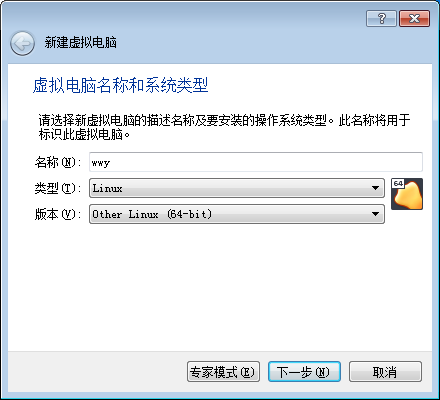 ?
新建虚拟电脑
虚拟电脑名称和系统类型
请选择新虚拟电脑的描述名称及要安装的操作系统类型。此名称将用于
标识此虚拟电脑。
名称(N): wwy
类型(T): Linux
64
版本(V): Other Linux (64-bit)
专家模式(E) 下一步(N) 取消